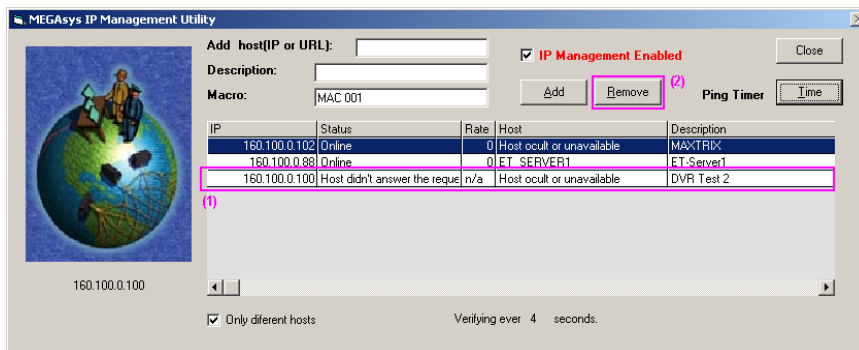 MEGAsys IP Management Utility
Add host(IP or URL):
IP Management Enabled
Close
Description:
Macro:
MAC 001
Add
Remove
(2)
Ping Timer
Time
IP Status Rate Host Description
160.100.0.102 Online 0 Host ocult or unavailable MAXTRIX
160.100.0.88 Online 0 ET_SERVER1 ET-Server1
160.100.0.100 Host didn't answer the reque n/a Host ocult or unavailable DVR Test 2
(1)
160.100.0.100
Only diferent hosts
Verifying ever 4 seconds.